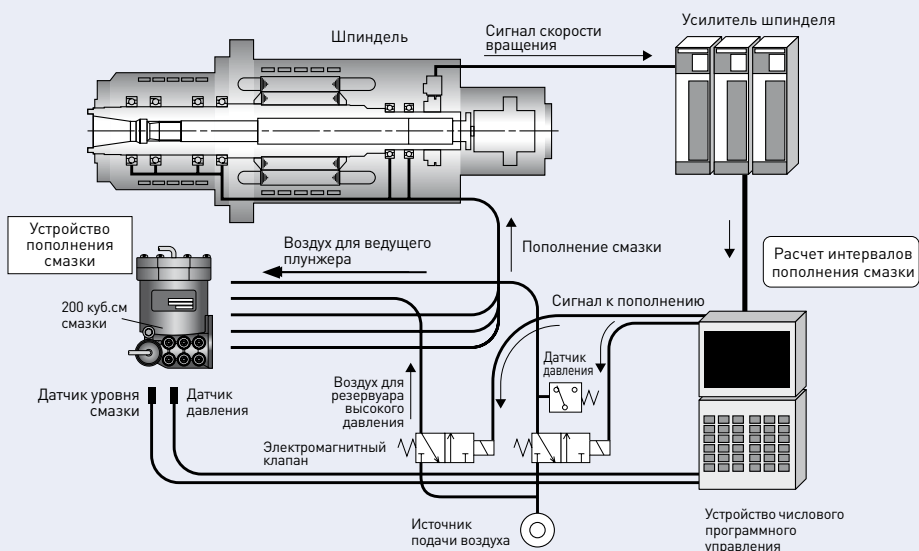 Шпиндель
Сигнал скорости
вращения
Усилитель шпинделя
Устройство
пополнения
смазки
Воздух для ведущего
плунжера
Пополнение смазки
Расчет интервалов
пополнения смазки
200 куб.см
смазки
Сигнал к пополнению
Датчик
давления
Воздух для
резервуара
высокого
давления
Датчик уровня
смазки
Датчик
давления
Электромагнитный
клапан
Источник
подачи воздуха
Устройство числового
программного
управления